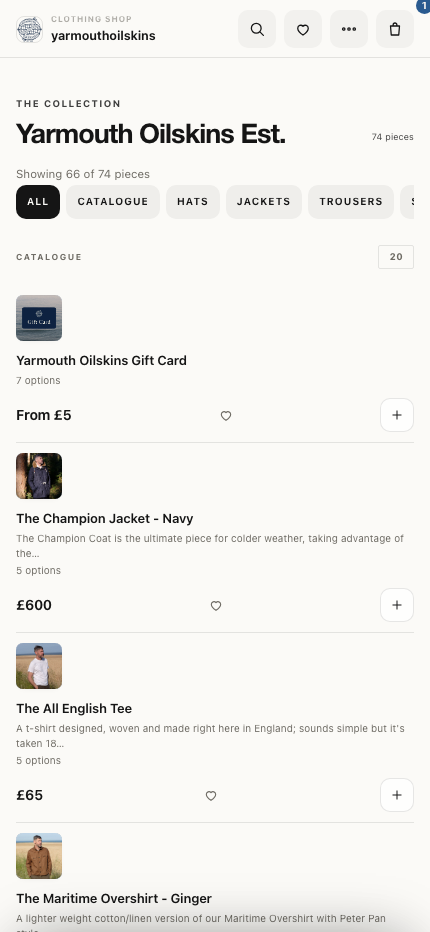 CLOTHING SHOP
yarmouthoilskins
1
THE COLLECTION
Yarmouth Oilskins Est.
74 pieces
Showing 66 of 74 pieces
ALL
CATALOGUE
HATS
JACKETS
TROUSERS
CATALOGUE
20
Gift Card
Yarmouth Oilskins Gift Card
7 options
From £5
The Champion Jacket - Navy
The Champion Coat is the ultimate piece for colder weather, taking advantage of
the...
5 options
£600
The All English Tee
A t-shirt designed, woven and made right here in England; sounds simple but it's
taken 18...
5 options
£65
The Maritime Overshirt - Ginger
A lighter weight cotton/linen version of our Maritime Overshirt with Peter Pan